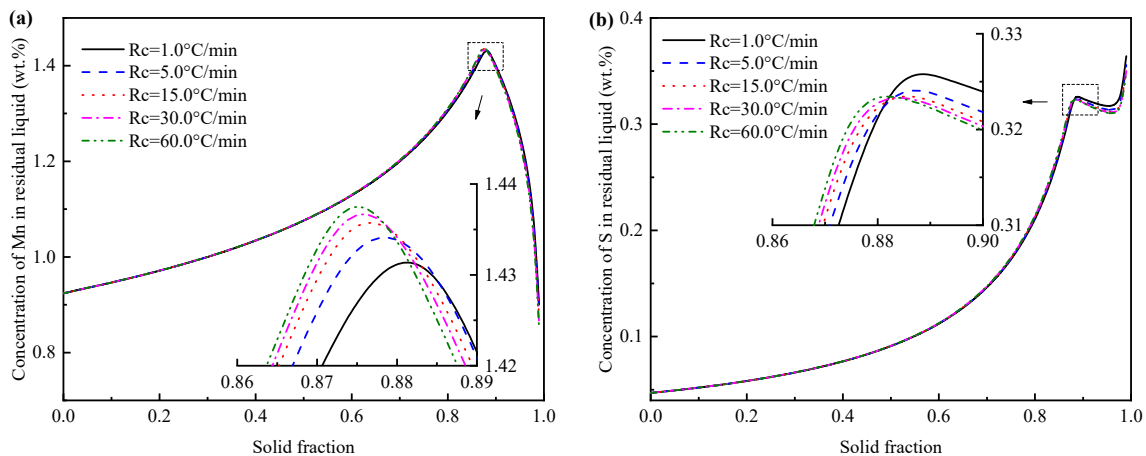 (a)
Concentration of Mn in residual liquid (wt.%)
1.4
1.2
1.0
0.8
Rc=1.0°C/min
Rc=5.0°C/min
Rc=15.0°C/min
Rc=30.0°C/min
Rc=60.0°C/min
1.44
1.43
1.42
0.86 0.87 0.88 0.89
0.0 0.2 0.4 0.6 0.8 1.0
Solid fraction
(b)
Concentration of S in residual liquid (wt.%)
0.4
0.3
0.2
0.1
Rc=1.0°C/min
Rc=5.0°C/min
Rc=15.0°C/min
Rc=30.0°C/min
Rc=60.0°C/min
0.33
0.32
0.31
0.86 0.88 0.90
0.0 0.2 0.4 0.6 0.8 1.0
Solid fraction